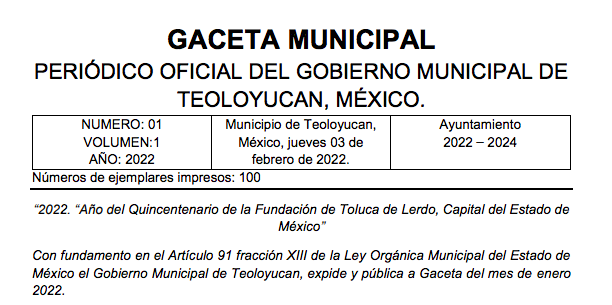 GACETA MUNICIPAL
PERIÓDICO OFICIAL DEL GOBIERNO MUNICIPAL DE
TEOLOYUCAN, MÉXICO.
NUMERO: 01
VOLUMEN:1
AÑO: 2022
Municipio de Teoloyucan,
México, jueves 03 de
febrero de 2022.
Ayuntamiento
2022 – 2024
Números de ejemplares impresos: 100
“2022. “Año del Quincentenario de la Fundación de Toluca de Lerdo, Capital del Estado de
México”
Con fundamento en el Artículo 91 fracción XIII de la Ley Orgánica Municipal del Estado de
México el Gobierno Municipal de Teoloyucan, expide y pública a Gaceta del mes de enero
2022.